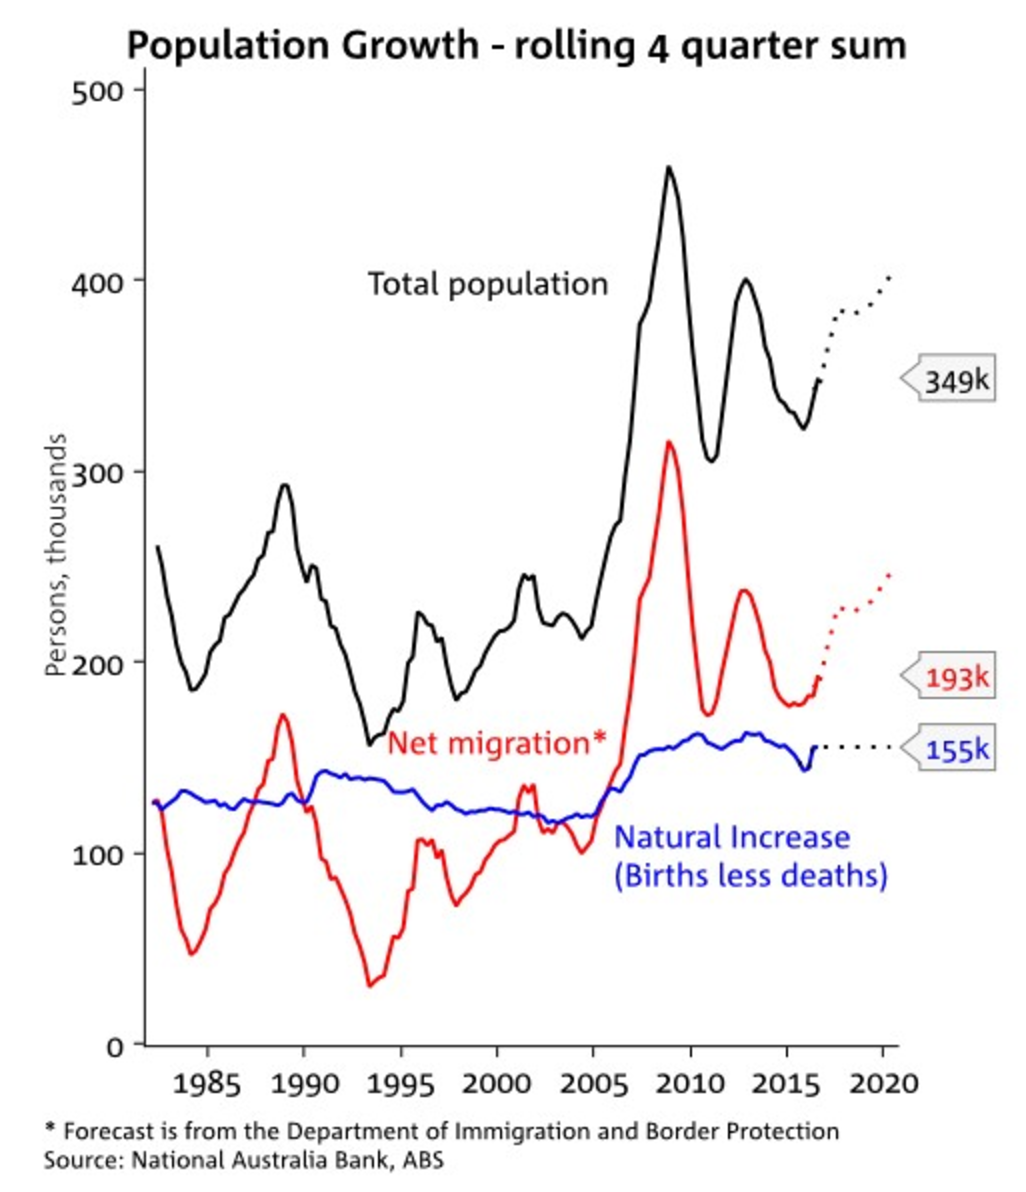 Population Growth - rolling 4 quarter sum
500
400
300
200
100
0
Persons, thousands
Total population
349k
193k
Net migration*
155k
Natural Increase
(Births less deaths)
1985 1990 1995 2000 2005 2010 2015 2020
* Forecast is from the Department of Immigration and Border Protection
Source: National Australia Bank, ABS